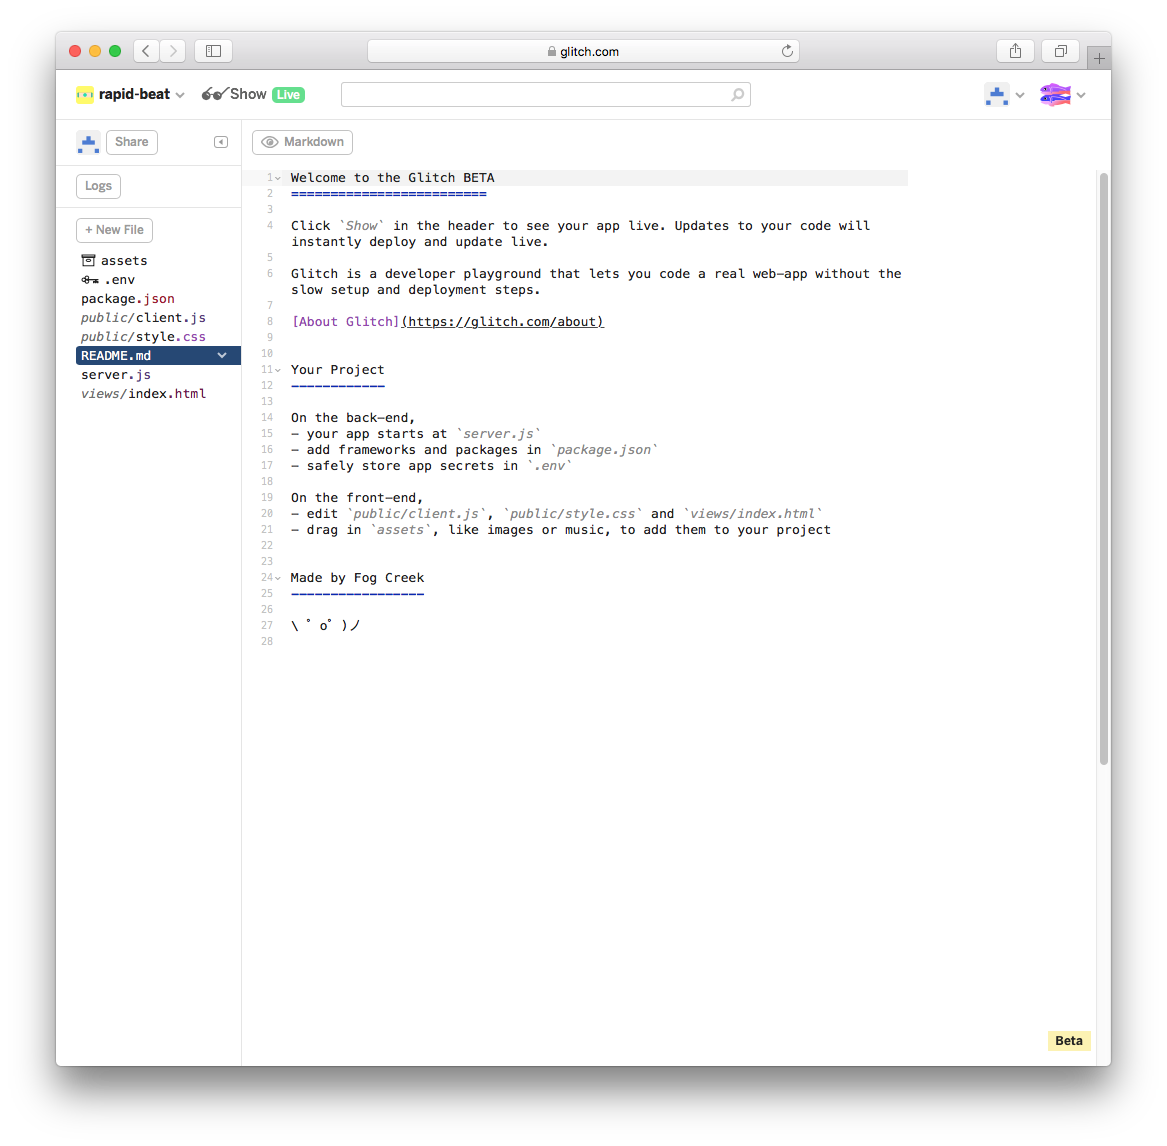 glitch.com
rapid-beat Show Live
Share
Markdown
Logs
+ New File
assets
.env
package.json
public/client.js
public/style.css
README.md
server.js
views/index.html
1 Welcome to the Glitch BETA
2 =========================
3
4 Click `Show` in the header to see your app live. Updates to your code will
instantly deploy and update live.
5
6 Glitch is a developer playground that lets you code a real web-app without the
slow setup and deployment steps.
7
8 [About Glitch](https://glitch.com/about)
9
10
11 Your Project
12 ------------
13
14 On the back-end,
15 - your app starts at `server.js`
16 - add frameworks and packages in `package.json`
17 - safely store app secrets in `.env`
18
19 On the front-end,
20 - edit `public/client.js`, `public/style.css` and `views/index.html`
21 - drag in `assets`, like images or music, to add them to your project
22
23
24 Made by Fog Creek
25 -----------------
26
27 \ ゜o゜)ノ
28
Beta